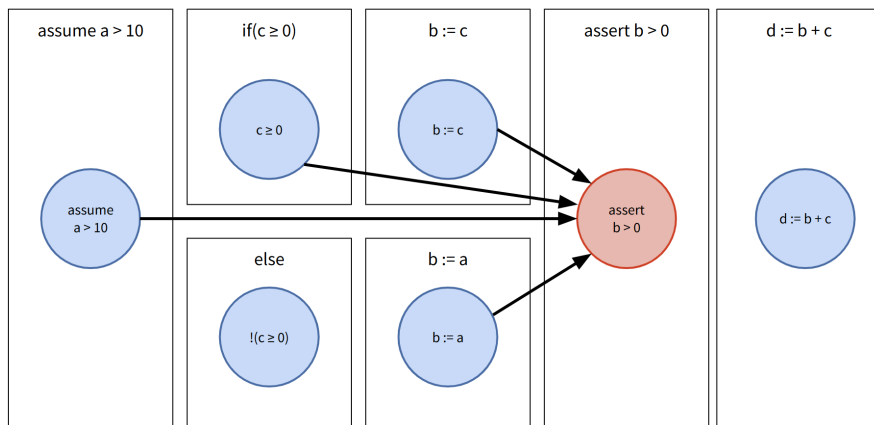 assume a > 10
if(c ≥ 0)
b := c
assert b > 0
d := b + c
c ≥ 0
b := c
assume
a > 10
assert
b > 0
d := b + c
else
b := a
!(c ≥ 0)
b := a